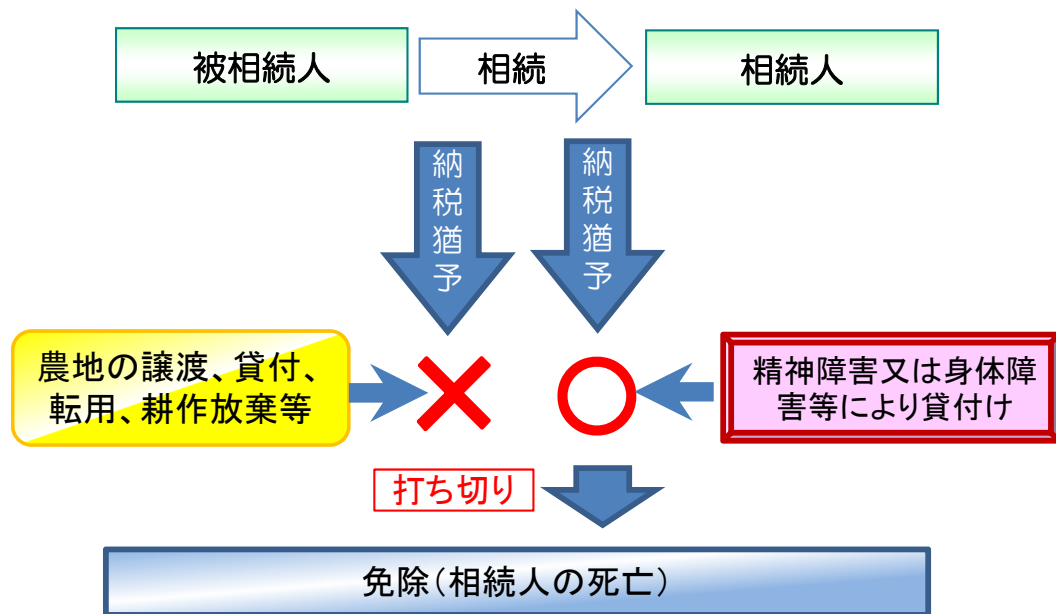 被相続人
相続
相続人
納税猶予
納税猶予
農地の譲渡、貸付、
転用、耕作放棄等
精神障害又は身体障
害等により貸付け
打ち切り
免除(相続人の死亡)